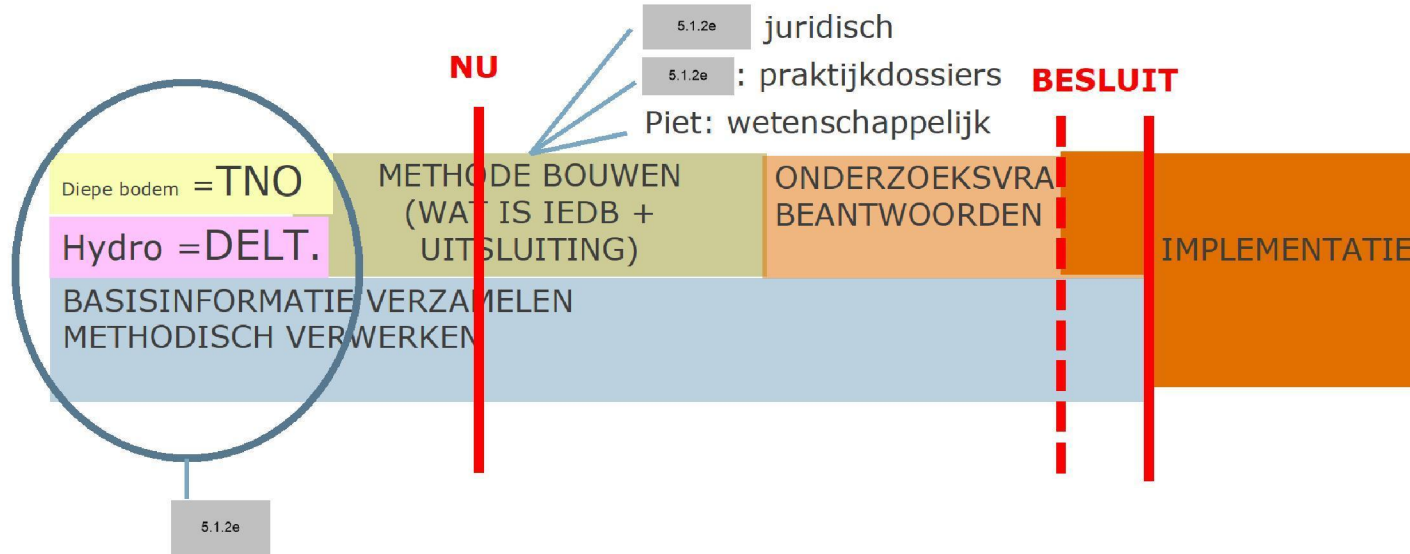 5.1.2e juridisch
5.1.2e : praktijkdossiers
Piet: wetenschappelijk
NU
BESLUIT
Diepe bodem =TNO
Hydro =DELT.
METHODE BOUWEN
(WAT IS IEDB +
UITSLUITING)
ONDERZOEKSVRA
BEANTWOORDEN
IMPLEMENTATIE
BASISINFORMATIE VERZAMELEN
METHODISCH VERWERKEN
5.1.2e